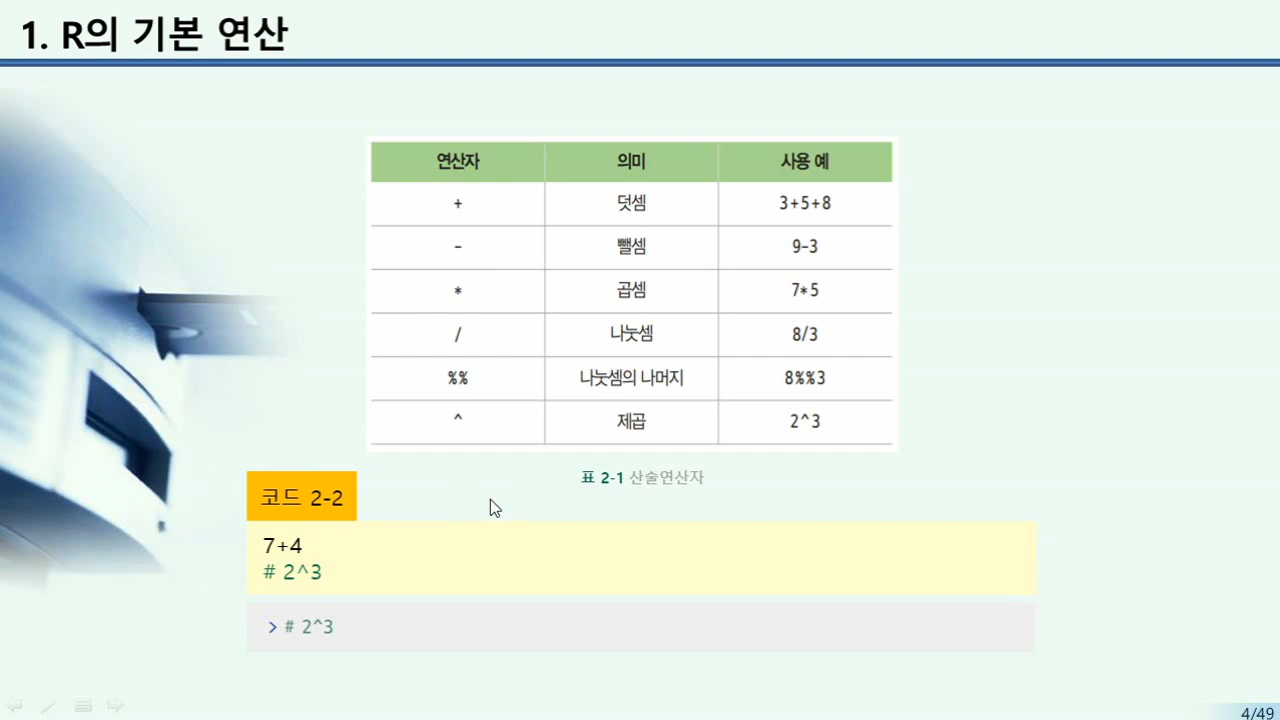 1. R의 기본 연산
연산자 의미 사용 예
+ 덧셈 3+5+8
- 뺄셈 9-3
* 곱셈 7*5
/ 나눗셈 8/3
%% 나눗셈의 나머지 8%%3
^ 제곱 2^3
표 2-1 산술연산자
코드 2-2
7+4
# 2^3
> # 2^3
4/49